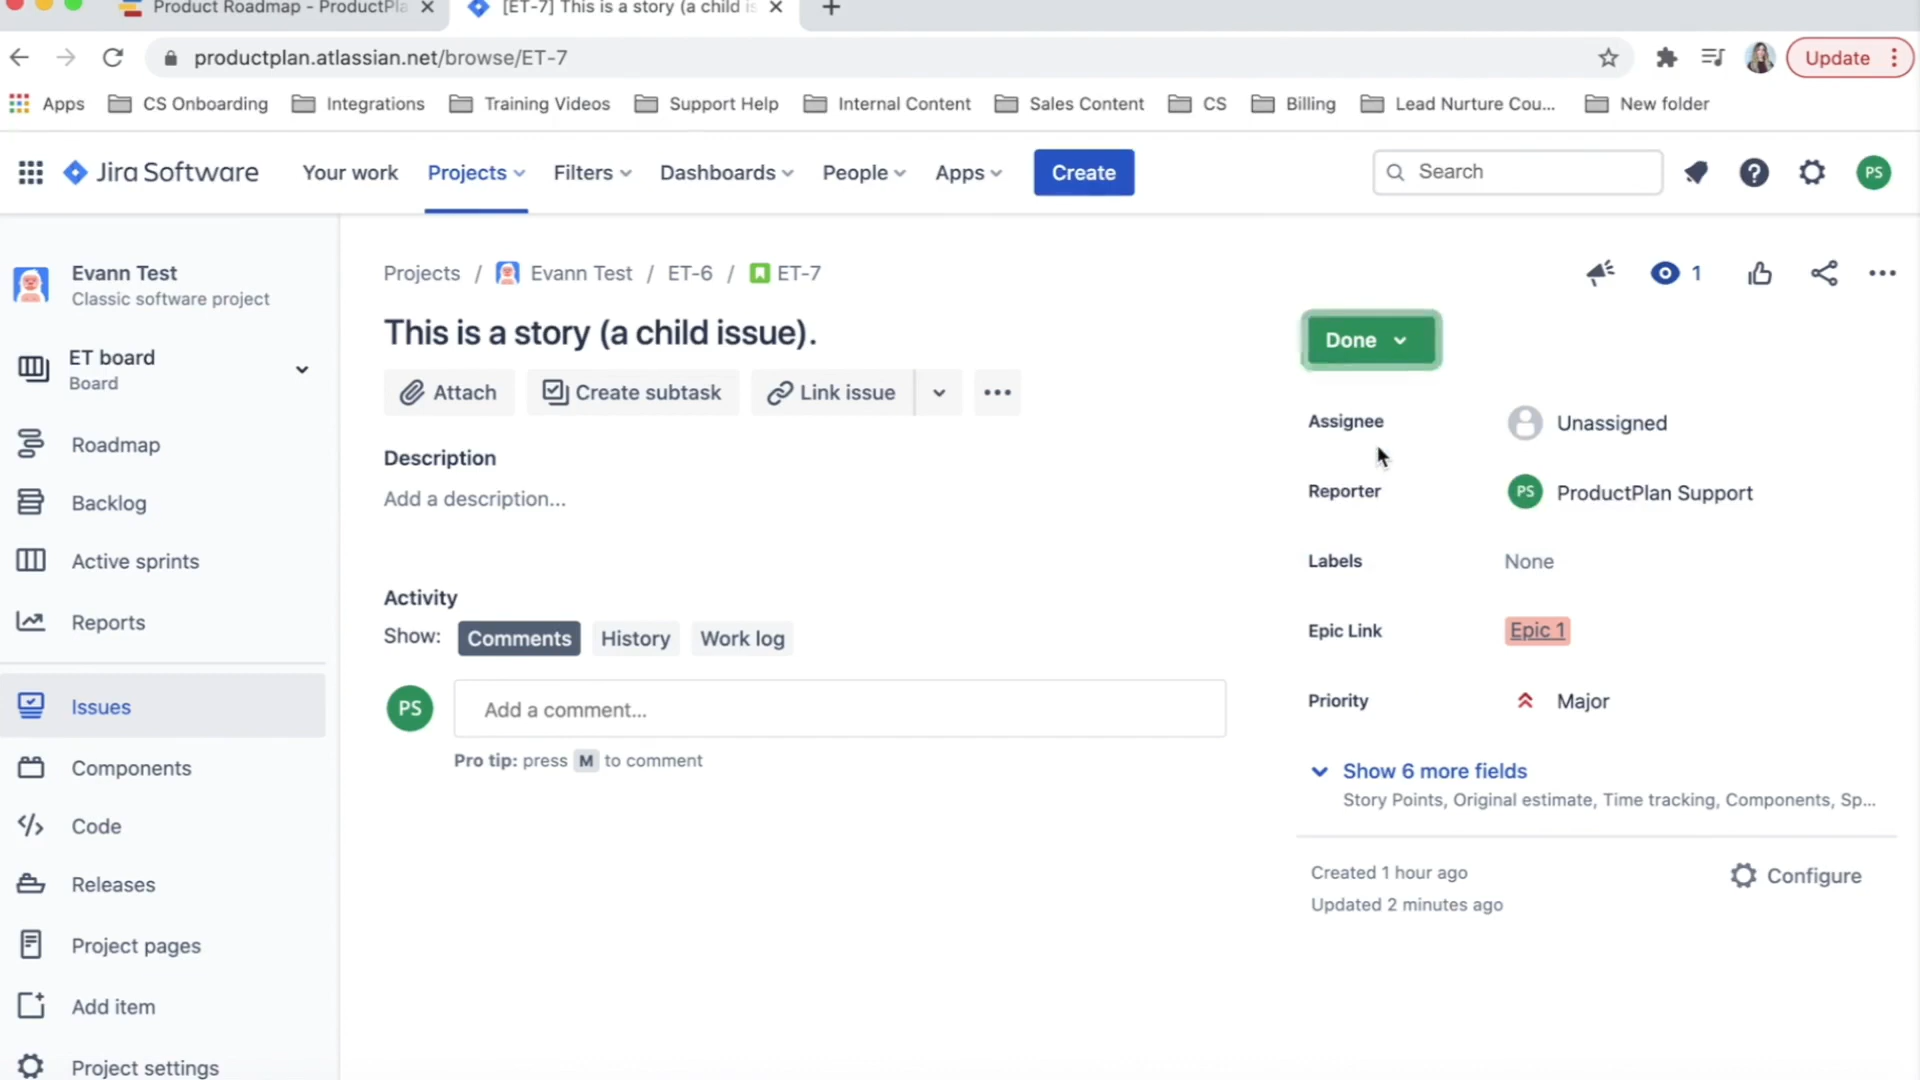 Product Roadmap - ProductPla
[ET-7] This is a story (a child is
productplan.atlassian.net/browse/ET-7
Update
Apps
CS Onboarding
Integrations
Training Videos
Support Help
Internal Content
Sales Content
CS
Billing
Lead Nurture Cou...
New folder
Jira Software
Your work
Projects
Filters
Dashboards
People
Apps
Create
Search
PS
Evann Test
Classic software project
ET board
Board
Roadmap
Backlog
Active sprints
Reports
Issues
Components
Code
Releases
Project pages
Add item
Project settings
Projects / Evann Test / ET-6 / ET-7
1
This is a story (a child issue).
Attach
Create subtask
Link issue
Description
Add a description...
Activity
Show: Comments History Work log
PS
Add a comment...
Pro tip: press M to comment
Done
Assignee
Unassigned
Reporter
PS ProductPlan Support
Labels
None
Epic Link
Epic 1
Priority
Major
Show 6 more fields
Story Points, Original estimate, Time tracking, Components, Sp...
Created 1 hour ago
Updated 2 minutes ago
Configure